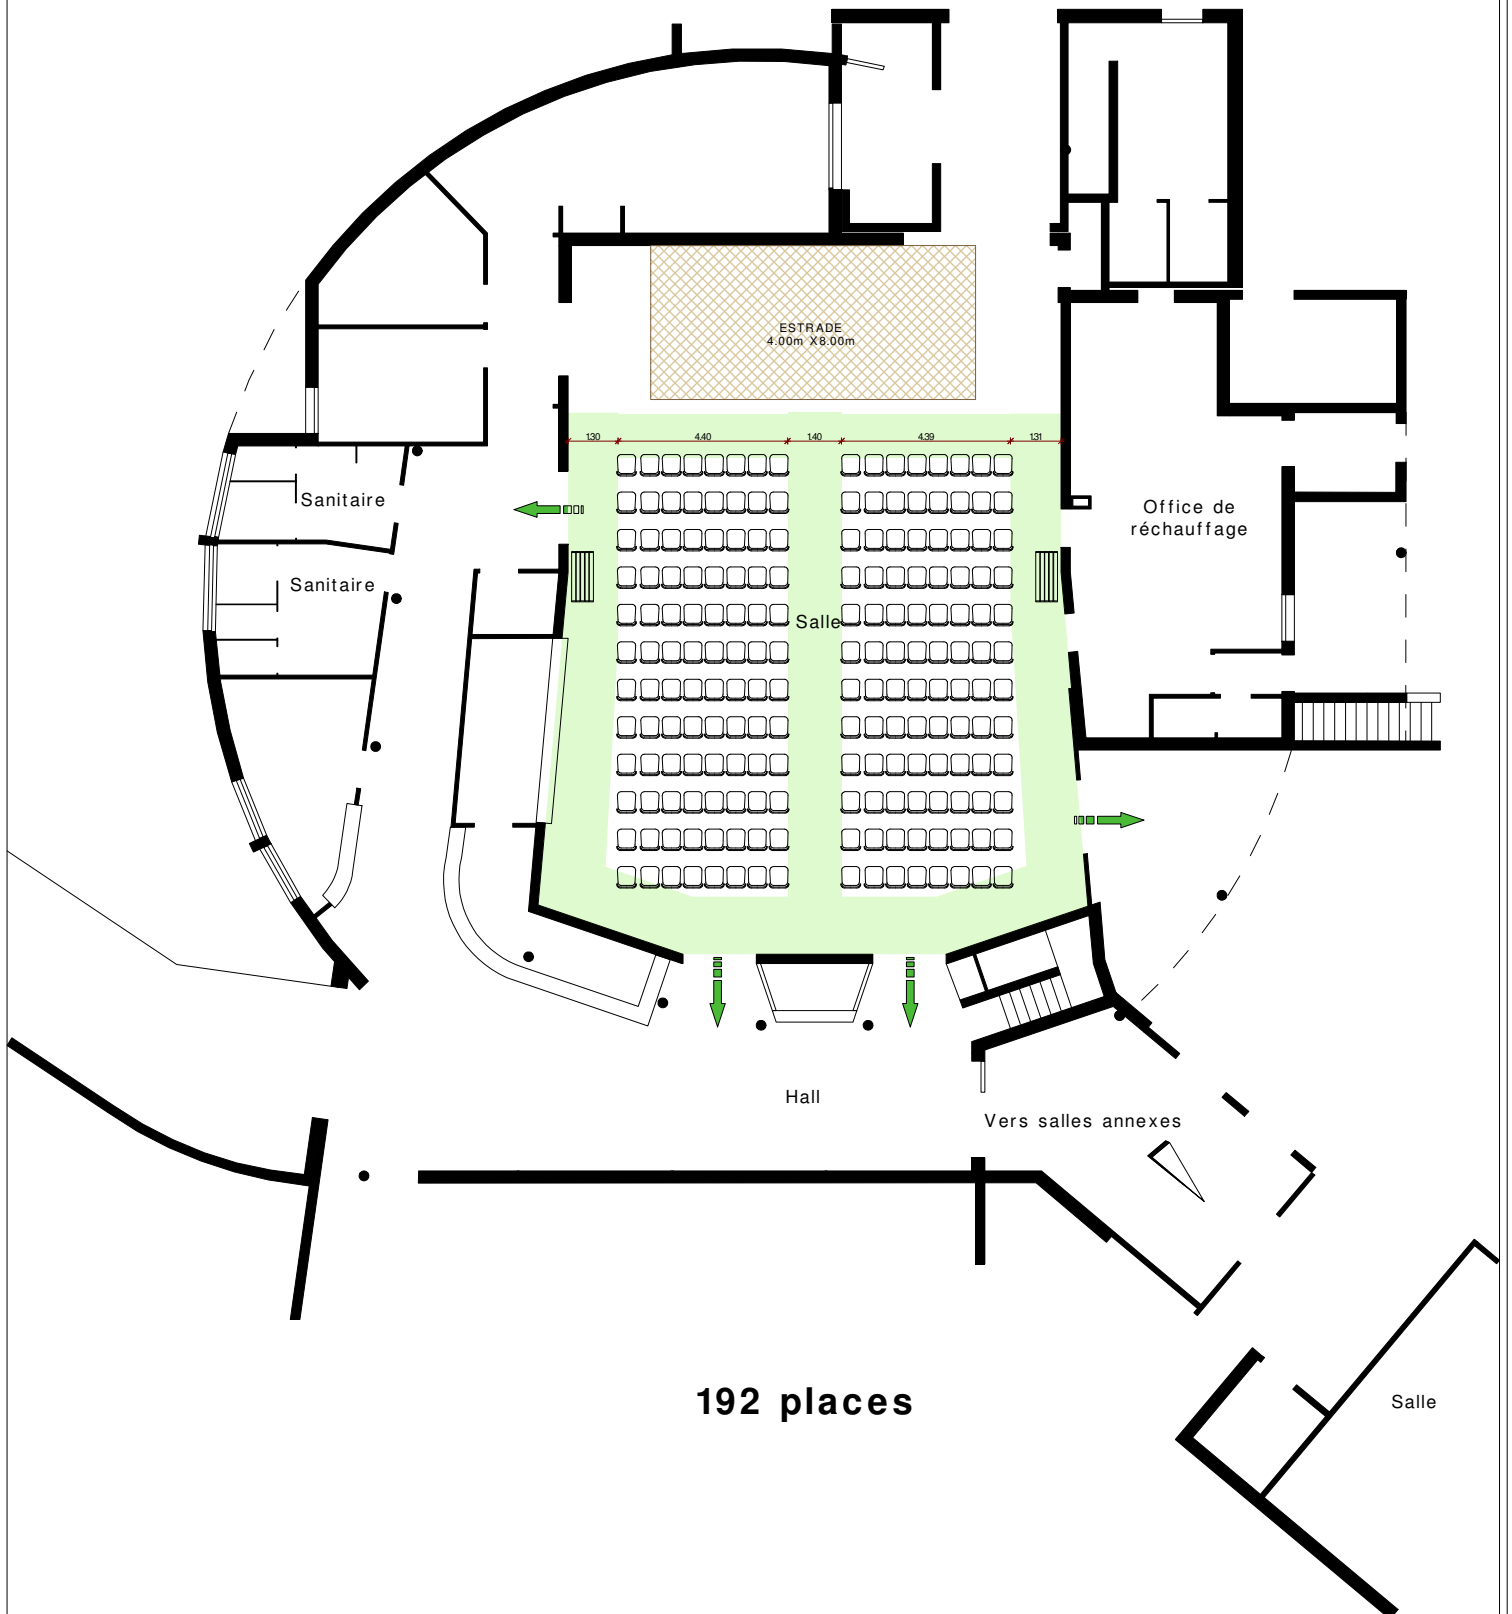 ESTRADE
4.00m X8.00m
1.30 4.40 1.40 4.39 1.31
Sanitaire
Office de
réchauffage
Sanitaire
Salle
Hall
Vers salles annexes
192 places
Salle